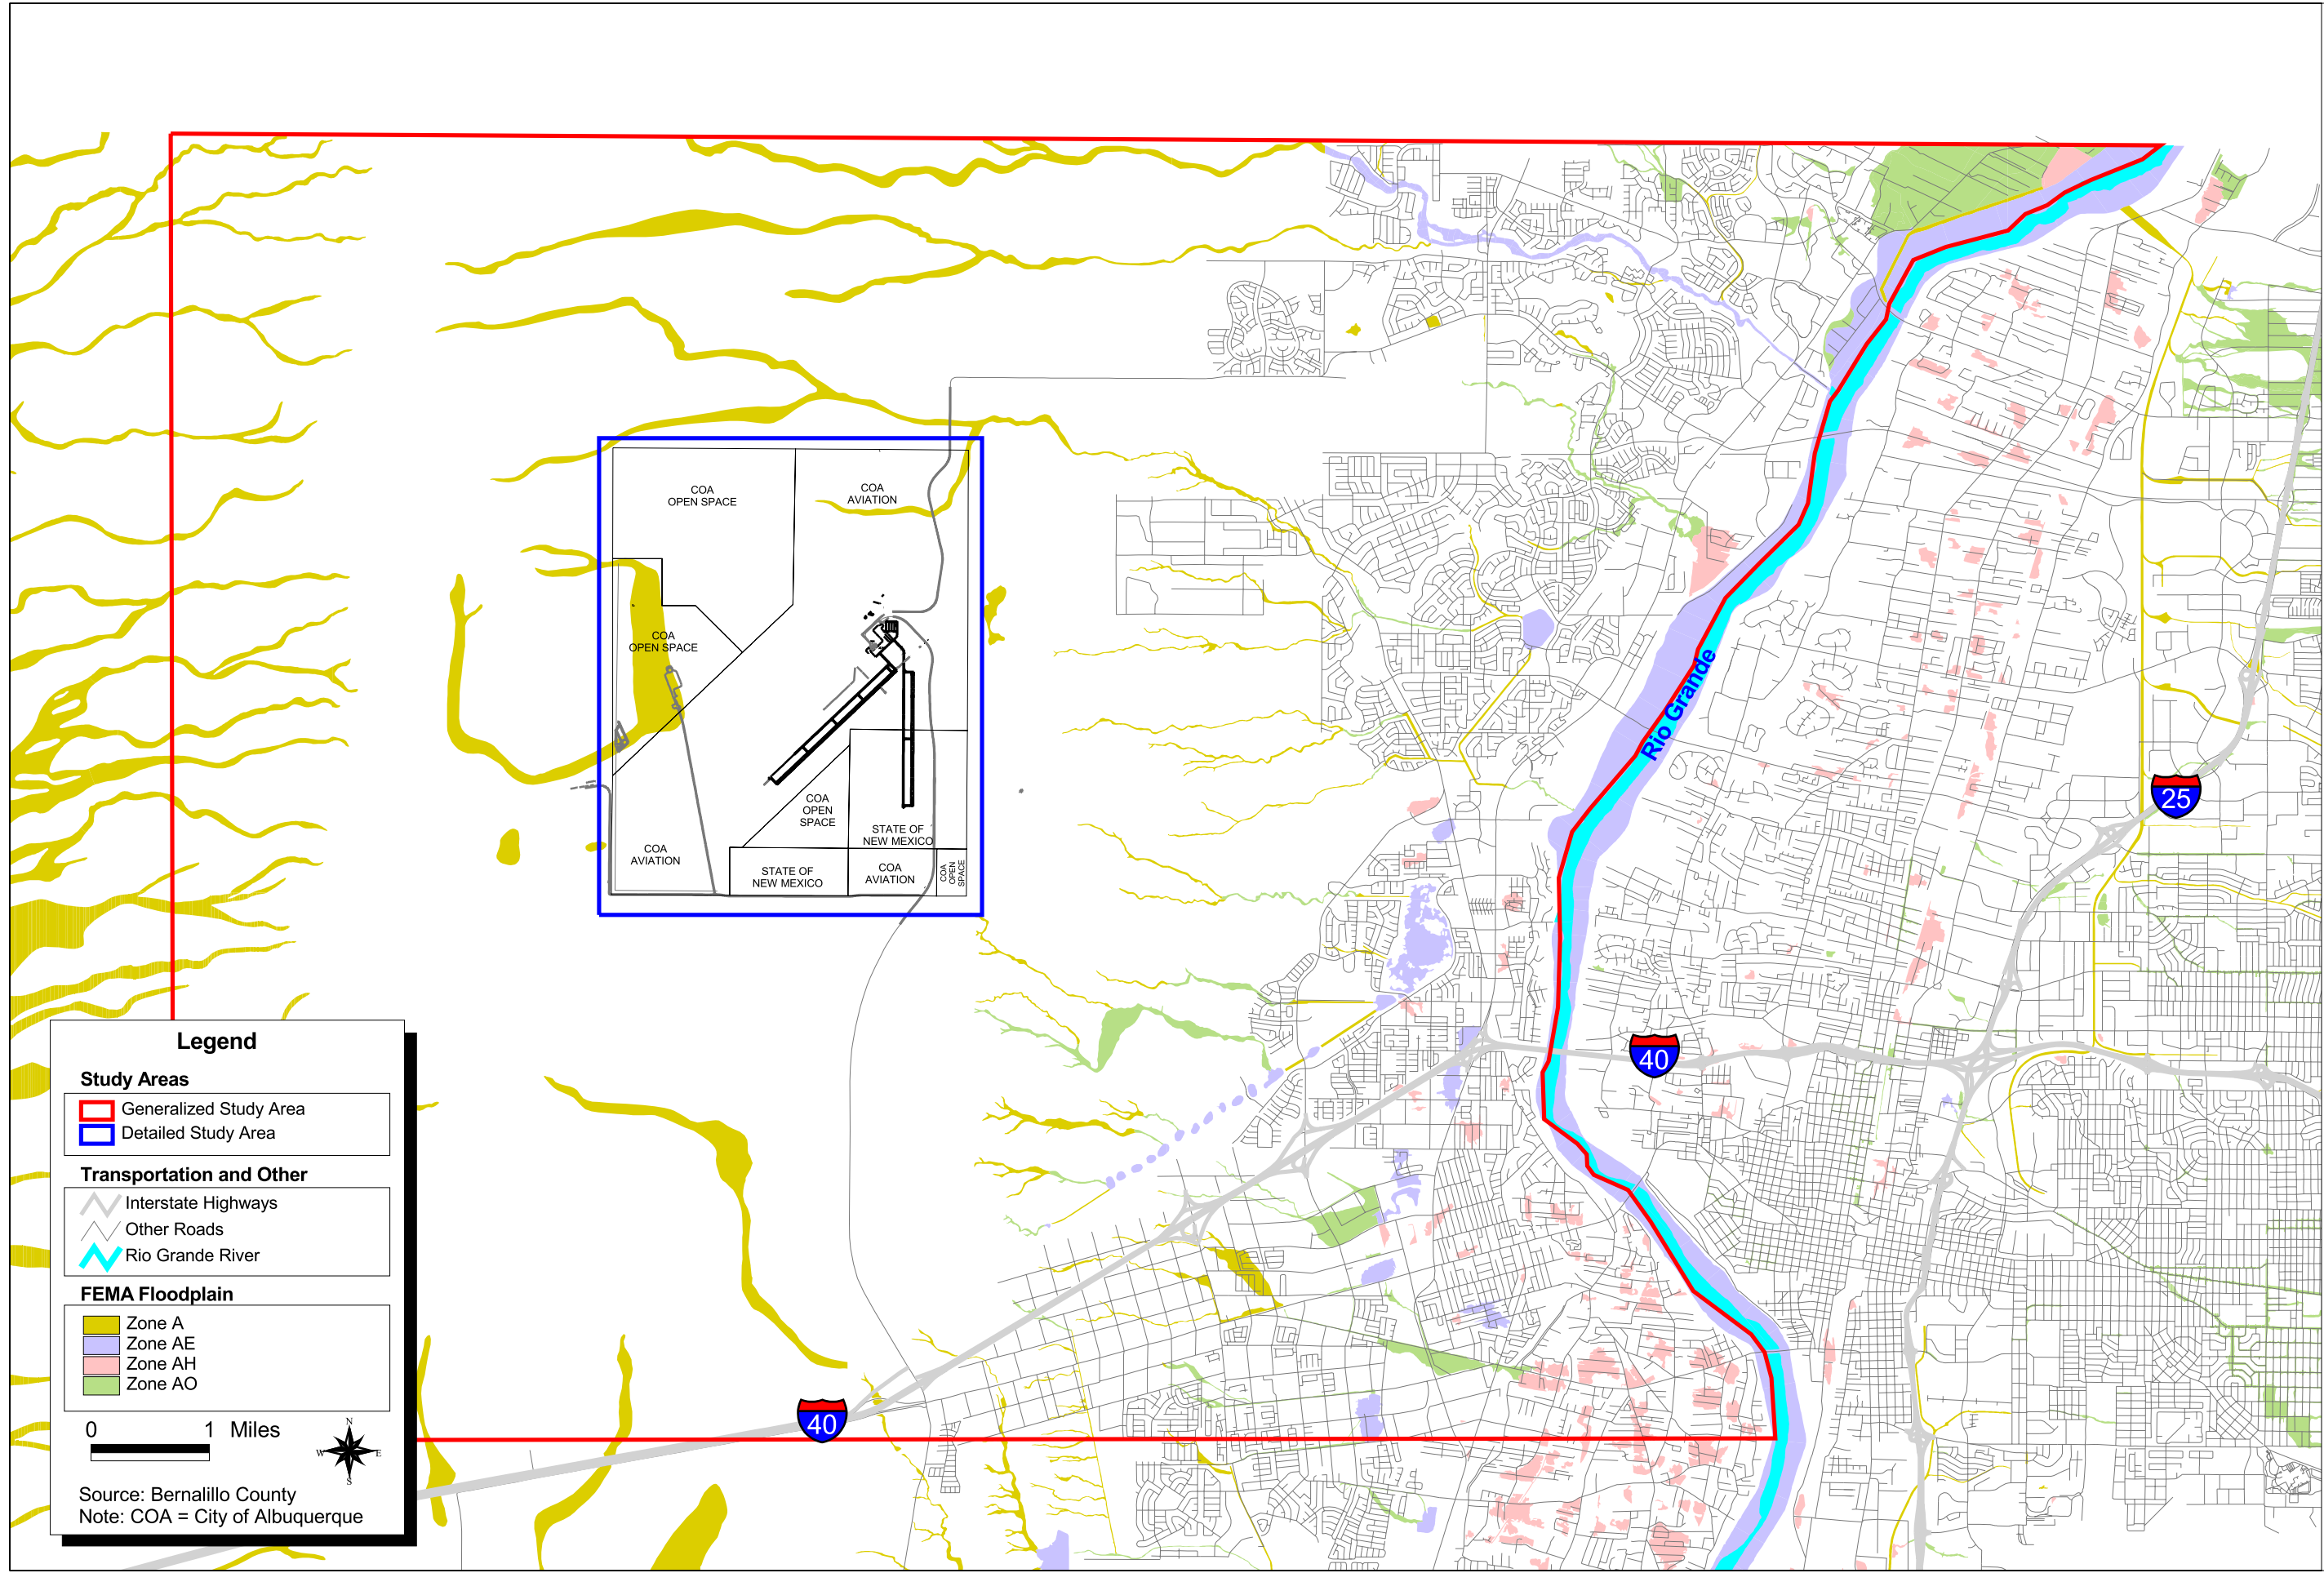 COA
OPEN SPACE
COA
AVIATION
COA
OPEN SPACE
Rio Grande
25
COA
OPEN
SPACE
STATE OF
NEW MEXICO
COA
AVIATION
STATE OF
NEW MEXICO
COA
AVIATION
COA
OPEN
SPACE
40
40
Legend
Study Areas
Generalized Study Area
Detailed Study Area
Transportation and Other
Interstate Highways
Other Roads
Rio Grande River
FEMA Floodplain
Zone A
Zone AE
Zone AH
Zone AO
0 1 Miles
N
W E
S
Source: Bernalillo County
Note: COA = City of Albuquerque